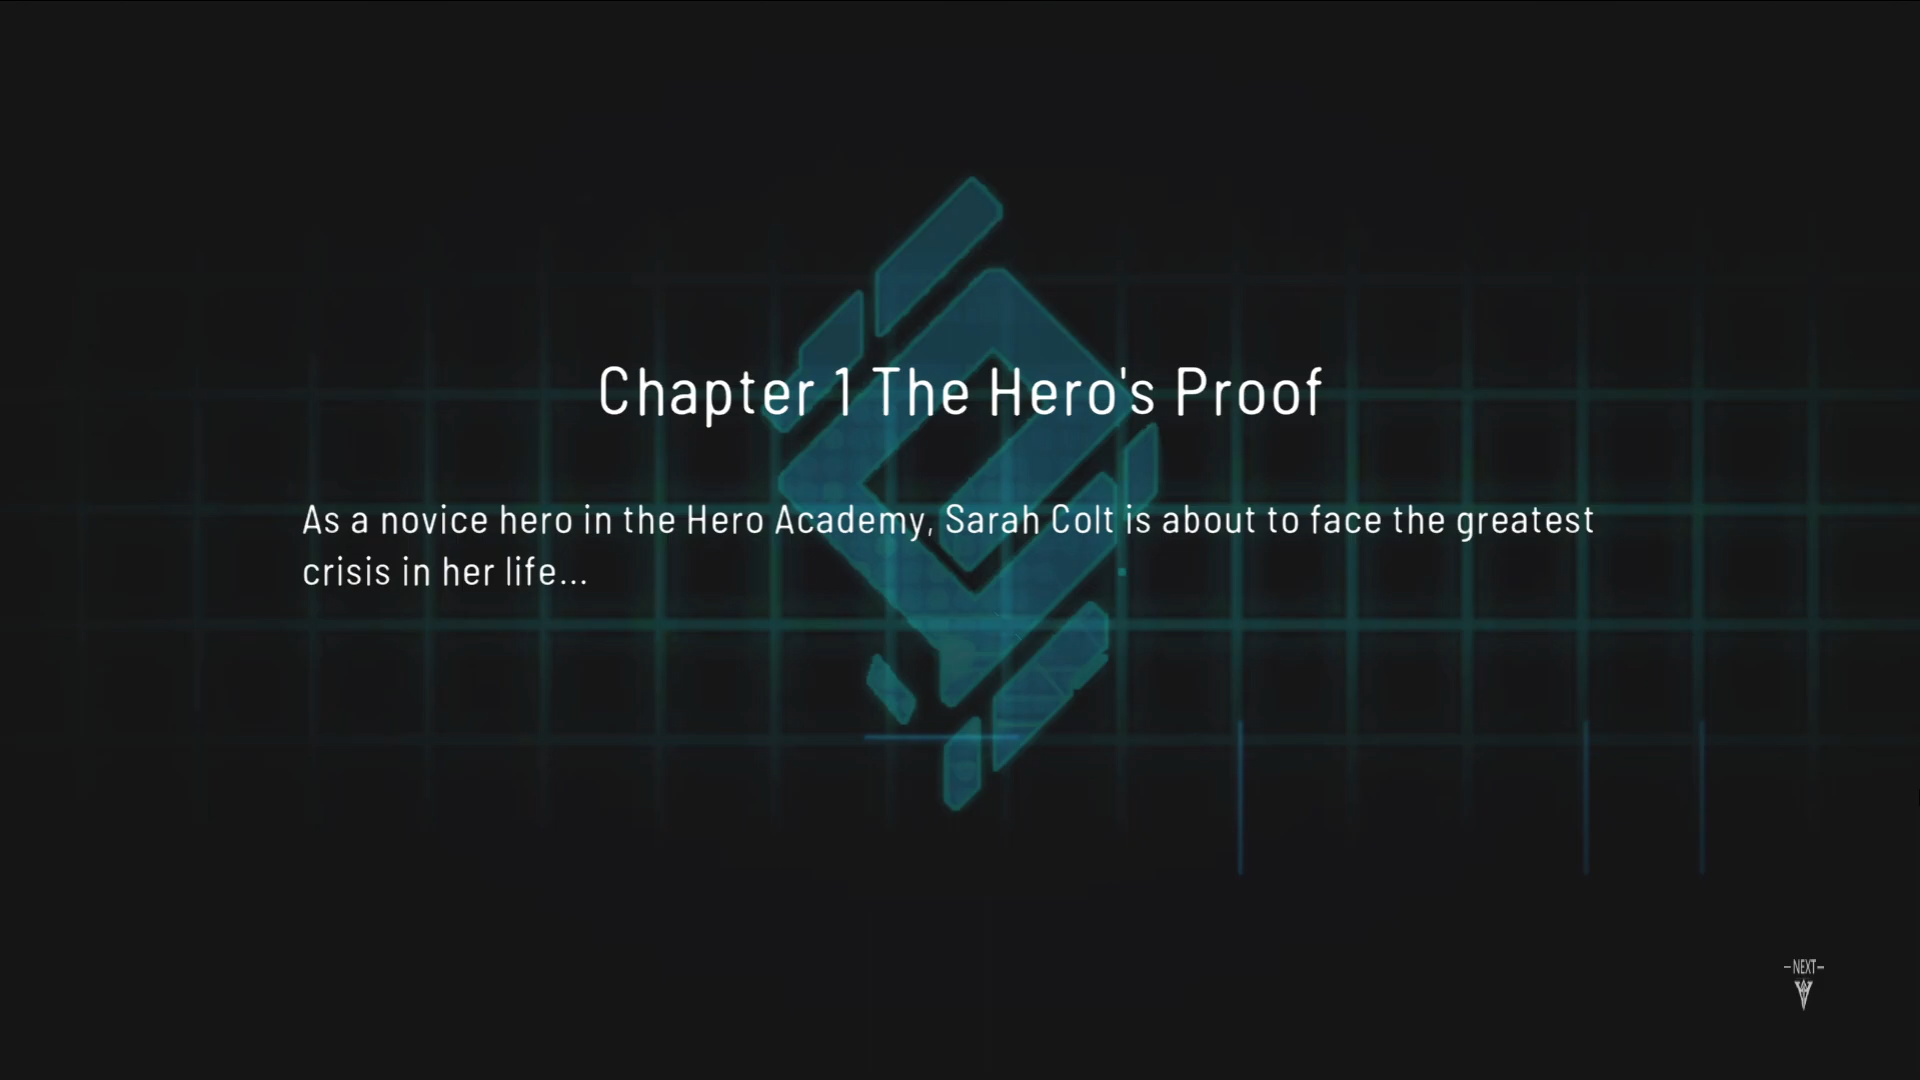 Chapter 1 The Hero's Proof
As a novice hero in the Hero Academy, Sarah Colt is about to face the greatest
crisis in her life...
-NEXT-